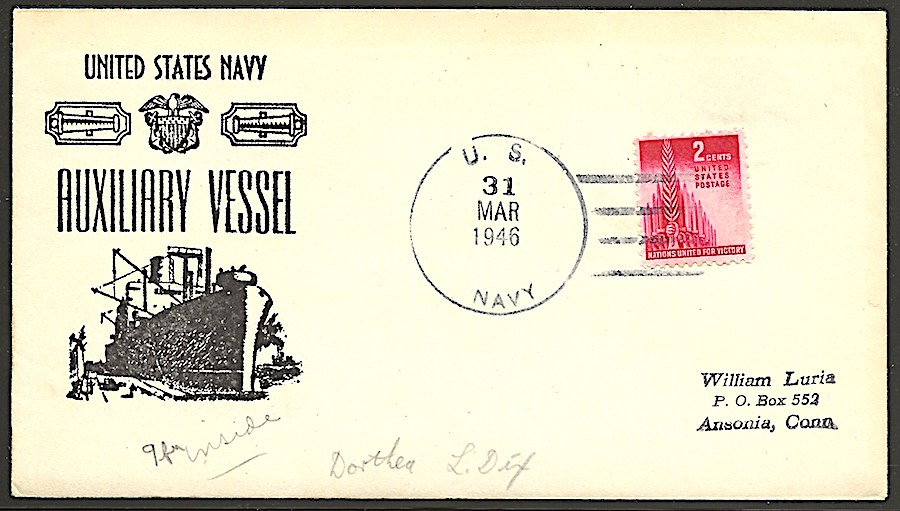 UNITED STATES NAVY
AUXILIARY VESSEL
U. S.
31
MAR
1946
NAVY
2 CENTS
UNITED
STATES
POSTAGE
NATIONS UNITED FOR VICTORY
William Luria
P. O. Box 552
Ansonia, Conn.
inside
Dorthea L. Dix